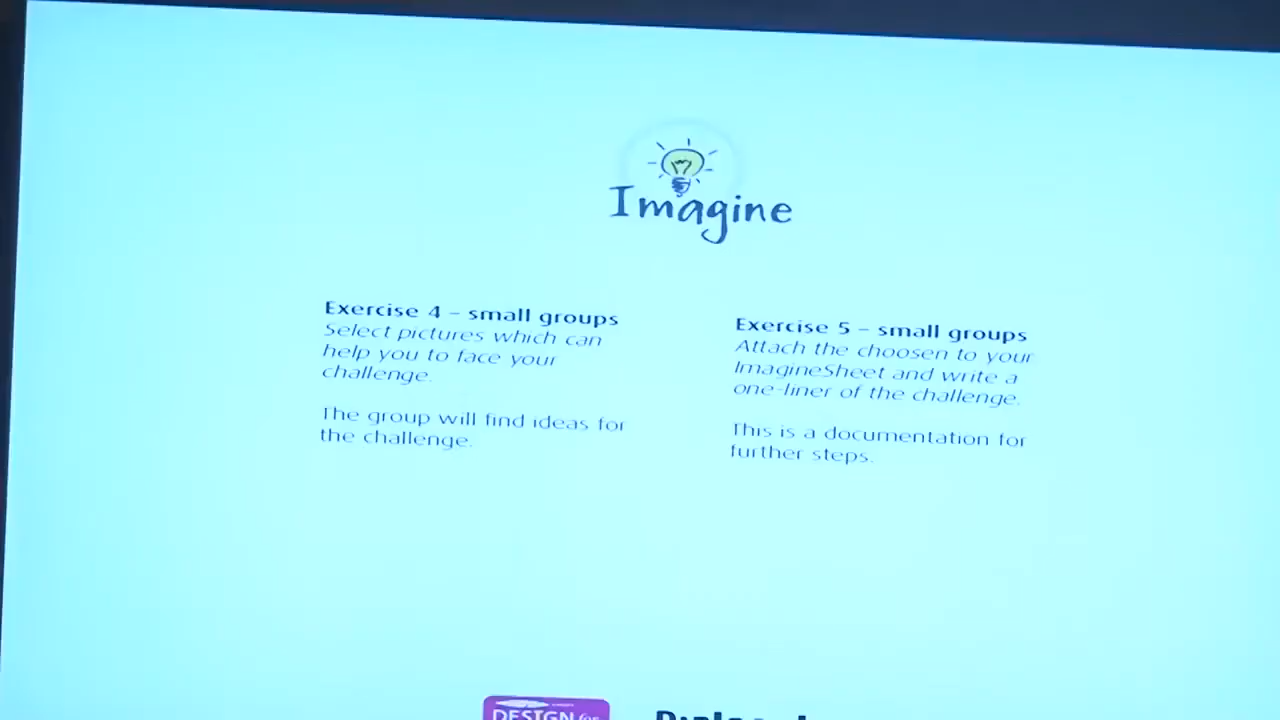 Imagine
Exercise 4 – small groups
Select pictures which can
help you to face your
challenge.
The group will find ideas for
the challenge.
Exercise 5 – small groups
Attach the choosen to your
ImagineSheet and write a
one-liner of the challenge.
This is a documentation for
further steps.
DESIGN for